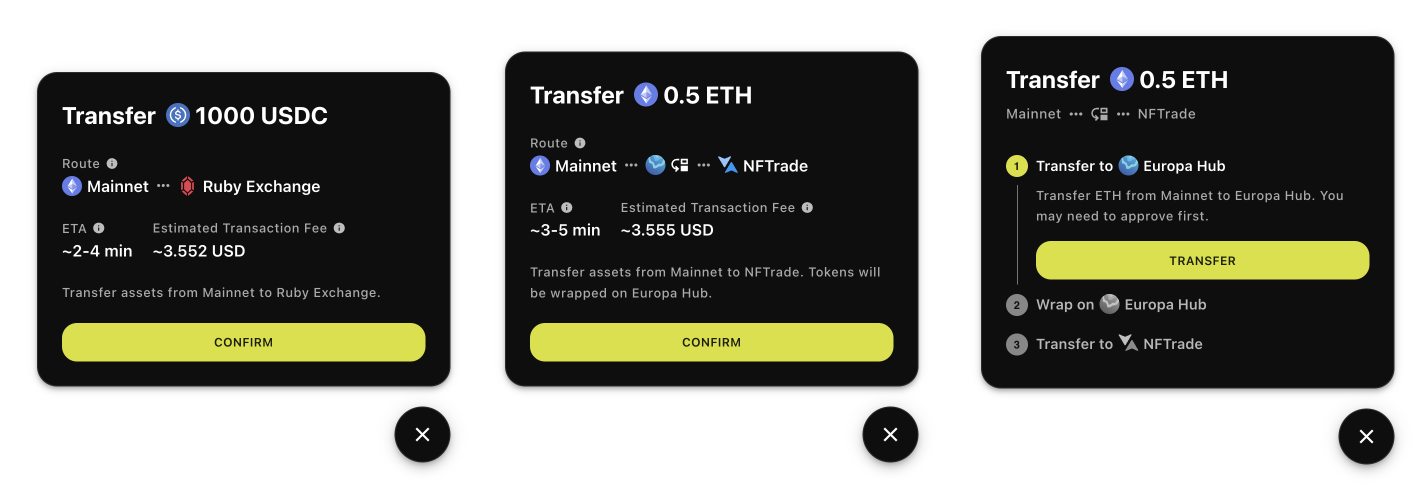 Transfer 1000 USDC
Route
Mainnet ··· Ruby Exchange
ETA Estimated Transaction Fee
~2-4 min ~3.552 USD
Transfer assets from Mainnet to Ruby Exchange.
CONFIRM
Transfer 0.5 ETH
Route
Mainnet ··· ··· NFTrade
ETA Estimated Transaction Fee
~3-5 min ~3.555 USD
Transfer assets from Mainnet to NFTrade. Tokens will
be wrapped on Europa Hub.
CONFIRM
Transfer 0.5 ETH
Mainnet ··· ··· NFTrade
1 Transfer to Europa Hub
Transfer ETH from Mainnet to Europa Hub. You
may need to approve first.
TRANSFER
2 Wrap on Europa Hub
3 Transfer to NFTrade